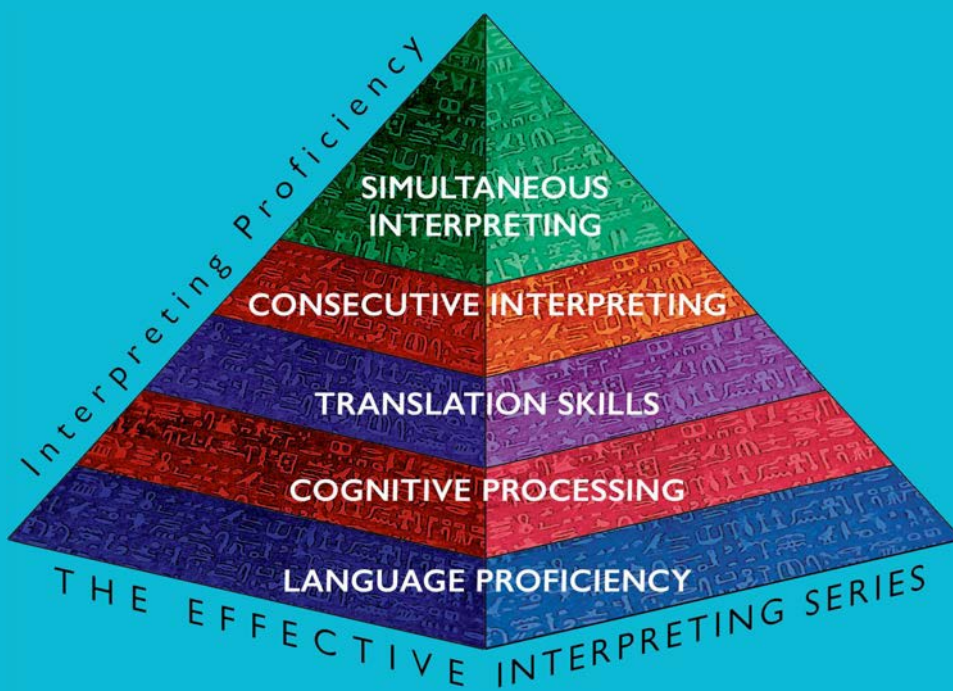 Interpreting Proficiency
SIMULTANEOUS
INTERPRETING
CONSECUTIVE INTERPRETING
TRANSLATION SKILLS
COGNITIVE PROCESSING
LANGUAGE PROFICIENCY
THE EFFECTIVE INTERPRETING SERIES